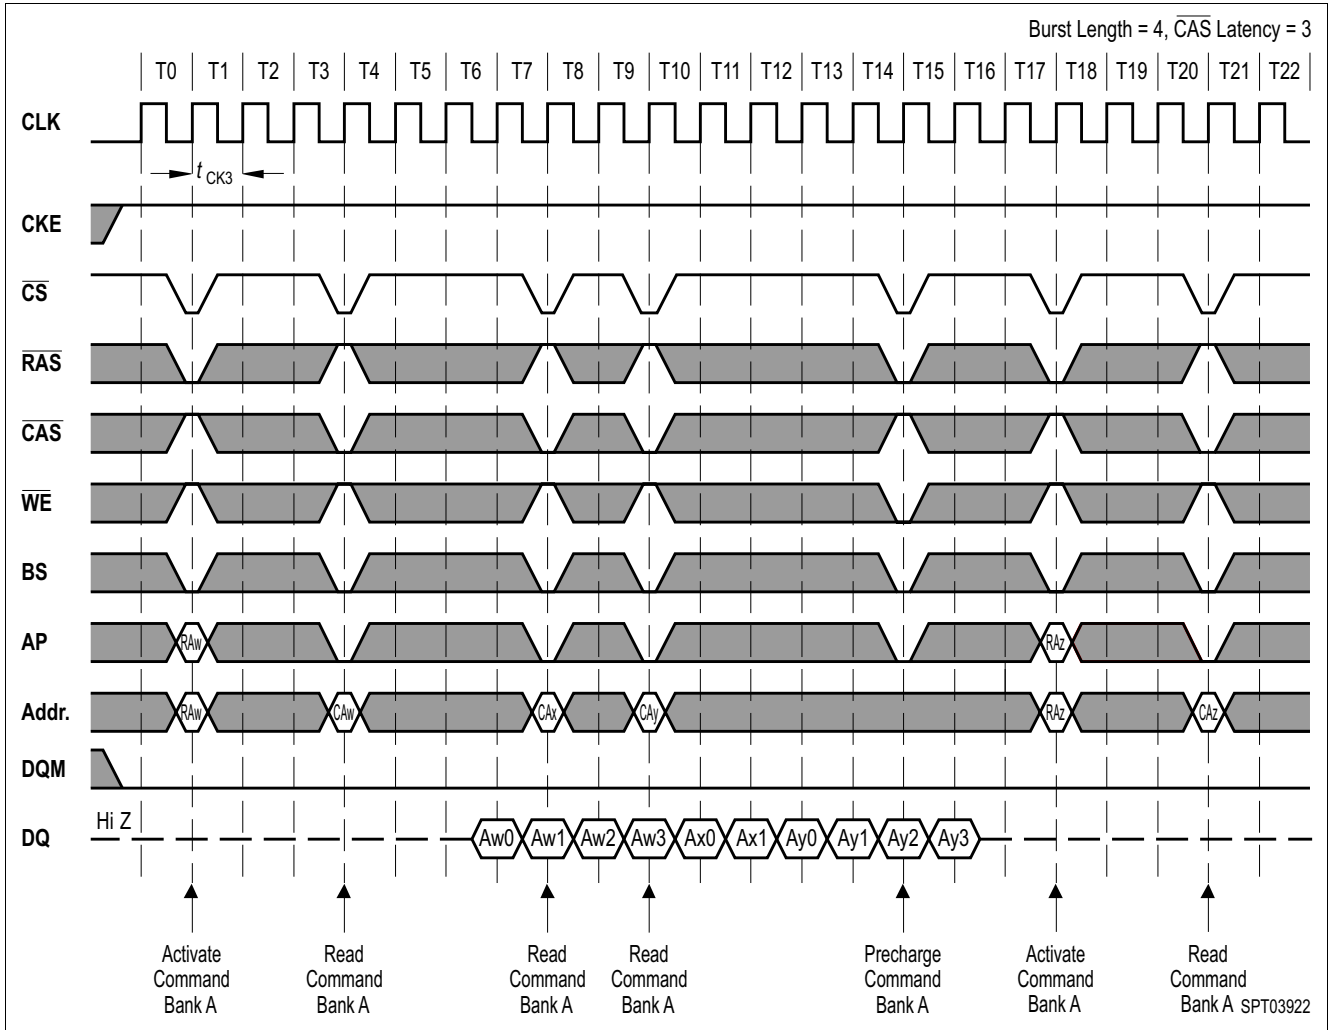 Burst Length = 4, CAS Latency = 3
T0 T1 T2 T3 T4 T5 T6 T7 T8 T9 T10 T11 T12 T13 T14 T15 T16 T17 T18 T19 T20 T21 T22
CLK
t CK3
CKE
CS
RAS
CAS
WE
BS
AP RAw RAz
Addr. RAw CAw CAx CAy RAz CAz
DQM
Hi Z
DQ Aw0 Aw1 Aw2 Aw3 Ax0 Ax1 Ay0 Ay1 Ay2 Ay3
Activate
Command
Bank A
Read
Command
Bank A
Read
Command
Bank A
Read
Command
Bank A
Precharge
Command
Bank A
Activate
Command
Bank A
Read
Command
Bank A
SPT03922